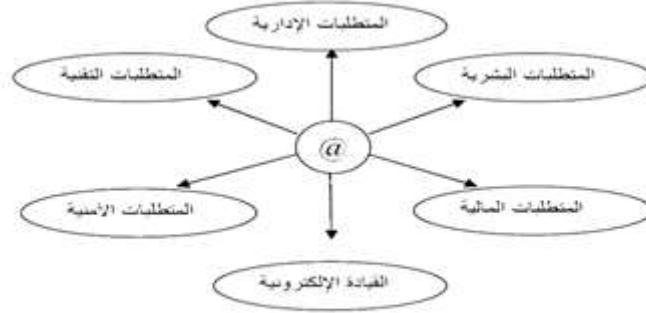 المتطلبات الإدارية
المتطلبات البشرية
المتطلبات التقنية
@
المتطلبات المالية
المتطلبات الأمنية
القيادة الإلكترونية